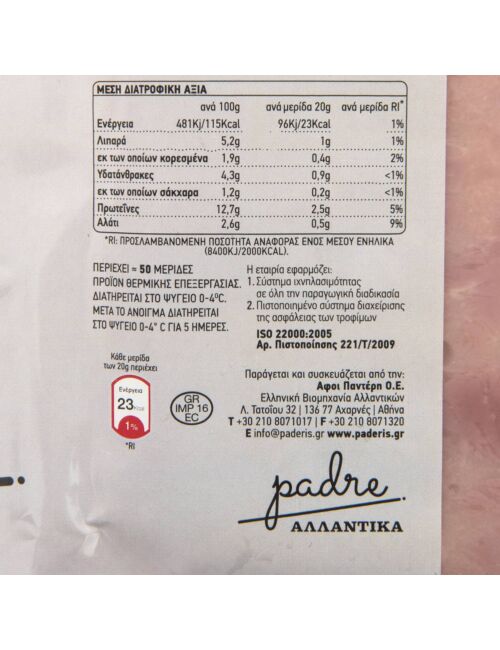 ΜΕΣΗ ΔΙΑΤΡΟΦΙΚΗ ΑΞΙΑ
ανά 100g ανά μερίδα 20g ανά μερίδα RI*
Ενέργεια 481Kj/115Kcal 96Kj/23Kcal 1%
Λιπαρά 5,2g 1g 1%
εκ των οποίων κορεσμένα 1,9g 0,4g 2%
Υδατάνθρακες 4,3g 0,9g <1%
εκ των οποίων σάκχαρα 1,2g 0,2g <1%
Πρωτεΐνες 12,7g 2,5g 5%
Αλάτι 2,6g 0,5g 9%
*RI: ΠΡΟΣΛΑΜΒΑΝΟΜΕΝΗ ΠΟΣΟΤΗΤΑ ΑΝΑΦΟΡΑΣ ΕΝΟΣ ΜΕΣΟΥ ΕΝΗΛΙΚΑ
(8400KJ/2000KCAL).
ΠΕΡΙΕΧΕΙ ≈ 50 ΜΕΡΙΔΕΣ
ΠΡΟΪΟΝ ΘΕΡΜΙΚΗΣ ΕΠΕΞΕΡΓΑΣΙΑΣ.
ΔΙΑΤΗΡΕΙΤΑΙ ΣΤΟ ΨΥΓΕΙΟ 0-4°C.
ΜΕΤΑ ΤΟ ΑΝΟΙΓΜΑ ΔΙΑΤΗΡΕΙΤΑΙ
ΣΤΟ ΨΥΓΕΙΟ 0-4° C ΓΙΑ 5 ΗΜΕΡΕΣ.
Η εταιρία εφαρμόζει:
1. Σύστημα ιχνηλασιμότητας
σε όλη την παραγωγική διαδικασία
2. Πιστοποιημένο σύστημα διαχείρισης
της ασφάλειας των τροφίμων
ISO 22000:2005
Αρ. Πιστοποίησης 221/Τ/2009
Κάθε μερίδα
των 20g περιέχει
Ενέργεια
23Kcal
1%
*RI
GR
IMP 16
EC
Παράγεται και συσκευάζεται από την:
Αφοι Παντέρη Ο.Ε.
Ελληνική Βιομηχανία Αλλαντικών
Λ. Τατοΐου 32 | 136 77 Αχαρνές | Αθήνα
T +30 210 8071017 | F +30 210 8071320
E info@paderis.gr www.paderis.gr
padre
ΑΛΛΑΝΤΙΚΑ